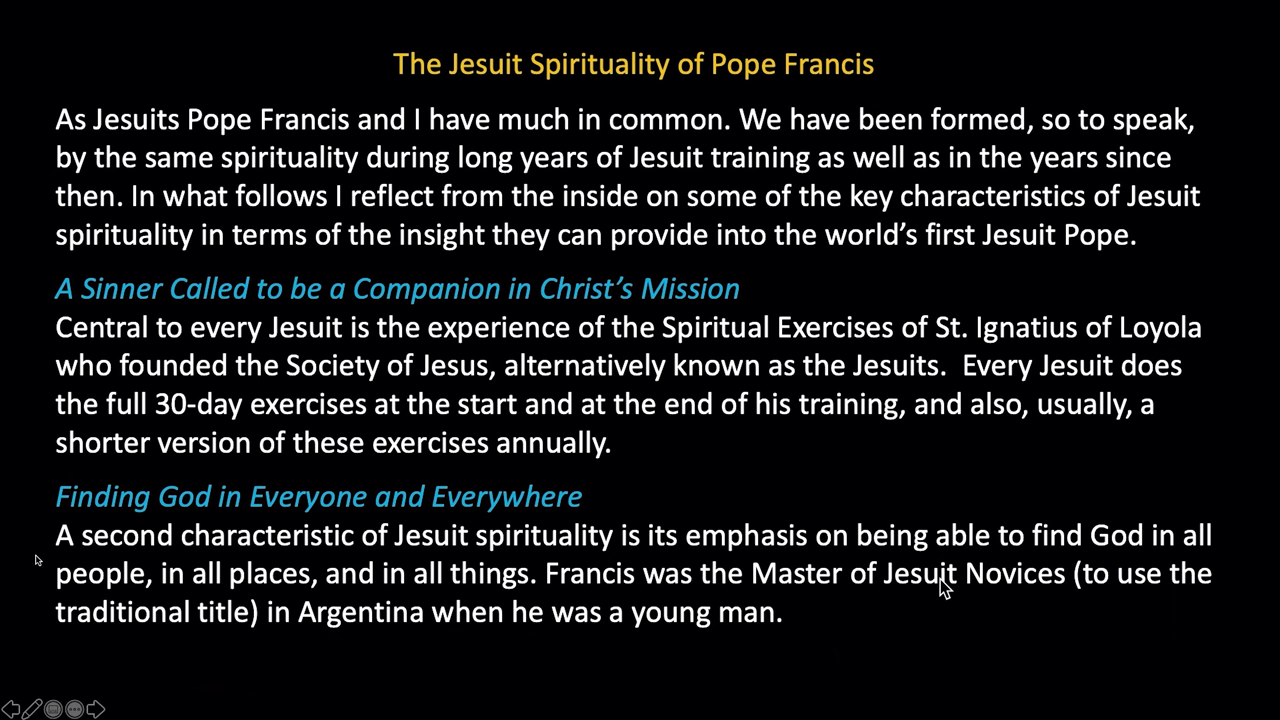 The Jesuit Spirituality of Pope Francis
As Jesuits Pope Francis and I have much in common. We have been formed, so to speak,
by the same spirituality during long years of Jesuit training as well as in the years since
then. In what follows I reflect from the inside on some of the key characteristics of Jesuit
spirituality in terms of the insight they can provide into the world’s first Jesuit Pope.
A Sinner Called to be a Companion in Christ’s Mission
Central to every Jesuit is the experience of the Spiritual Exercises of St. Ignatius of Loyola
who founded the Society of Jesus, alternatively known as the Jesuits.  Every Jesuit does
the full 30-day exercises at the start and at the end of his training, and also, usually, a
shorter version of these exercises annually.
Finding God in Everyone and Everywhere
A second characteristic of Jesuit spirituality is its emphasis on being able to find God in all
people, in all places, and in all things. Francis was the Master of Jesuit Novices (to use the
traditional title) in Argentina when he was a young man.